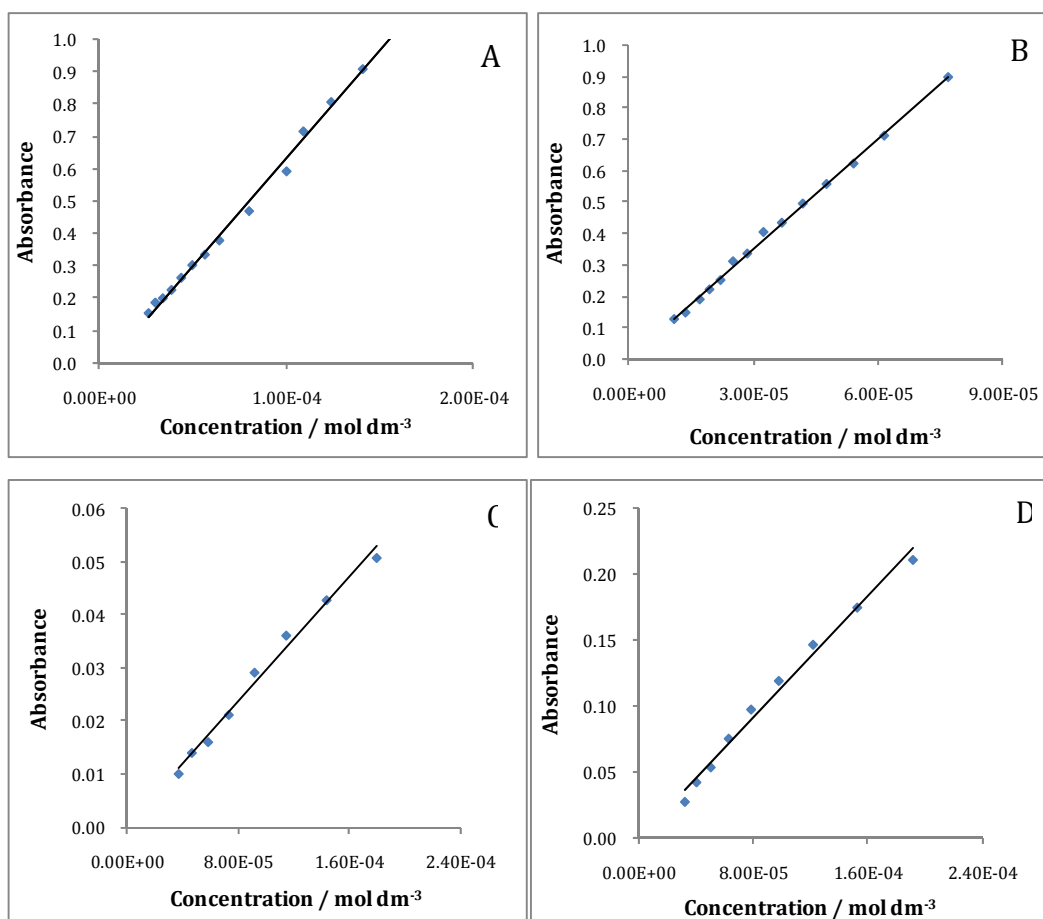 A
1.0
0.9
0.8
0.7
0.6
0.5
0.4
0.3
0.2
0.1
0.0
Absorbance
0.00E+00 1.00E-04 2.00E-04
Concentration / mol dm-3
B
1.0
0.9
0.8
0.7
0.6
0.5
0.4
0.3
0.2
0.1
0.0
Absorbance
0.00E+00 3.00E-05 6.00E-05 9.00E-05
Concentration / mol dm-3
C
0.06
0.05
0.04
0.03
0.02
0.01
0.00
Absorbance
0.00E+00 8.00E-05 1.60E-04 2.40E-04
Concentration / mol dm-3
D
0.25
0.20
0.15
0.10
0.05
0.00
Absorbance
0.00E+00 8.00E-05 1.60E-04 2.40E-04
Concentration / mol dm-3